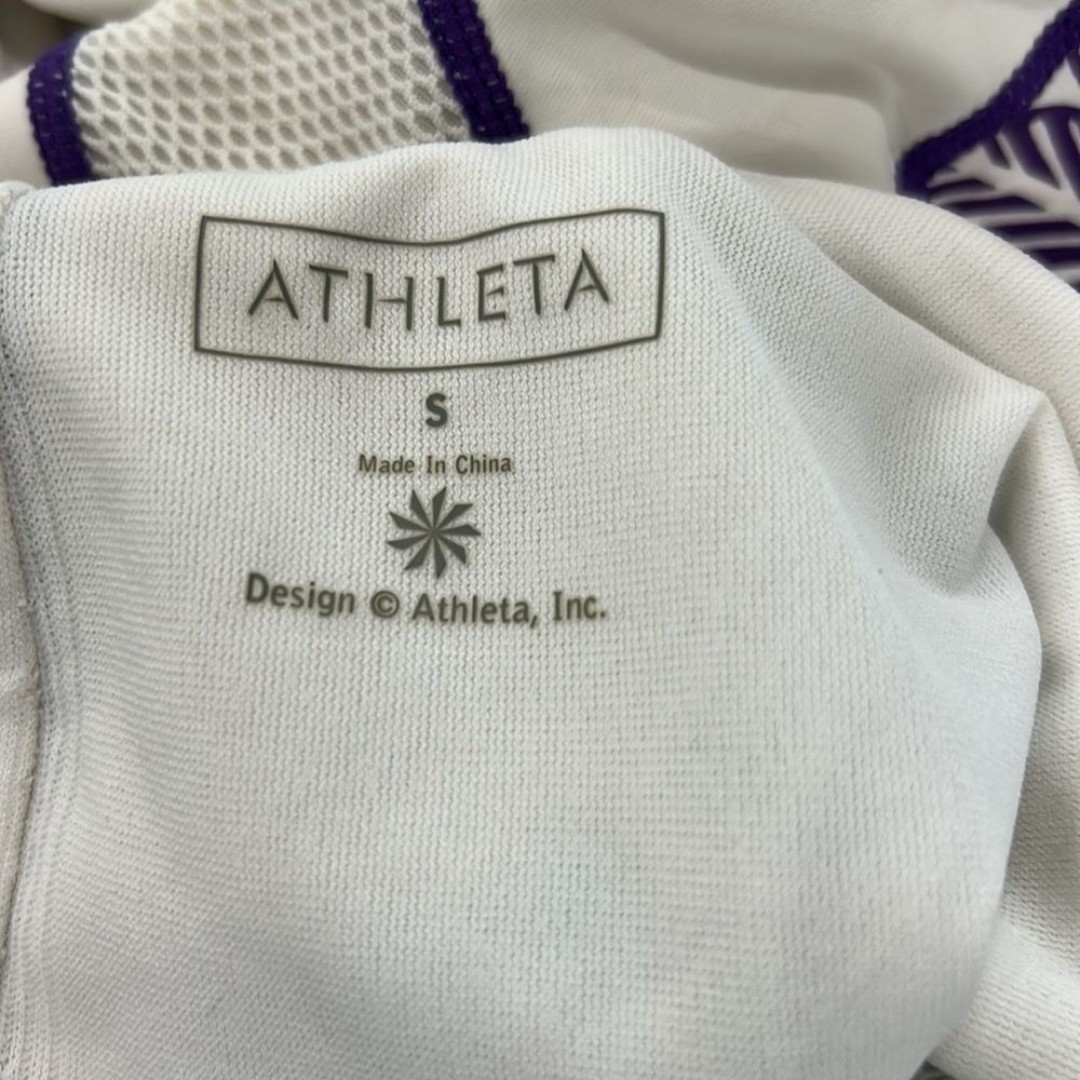 ATHLETA
S
Made In China
Design © Athleta, Inc.